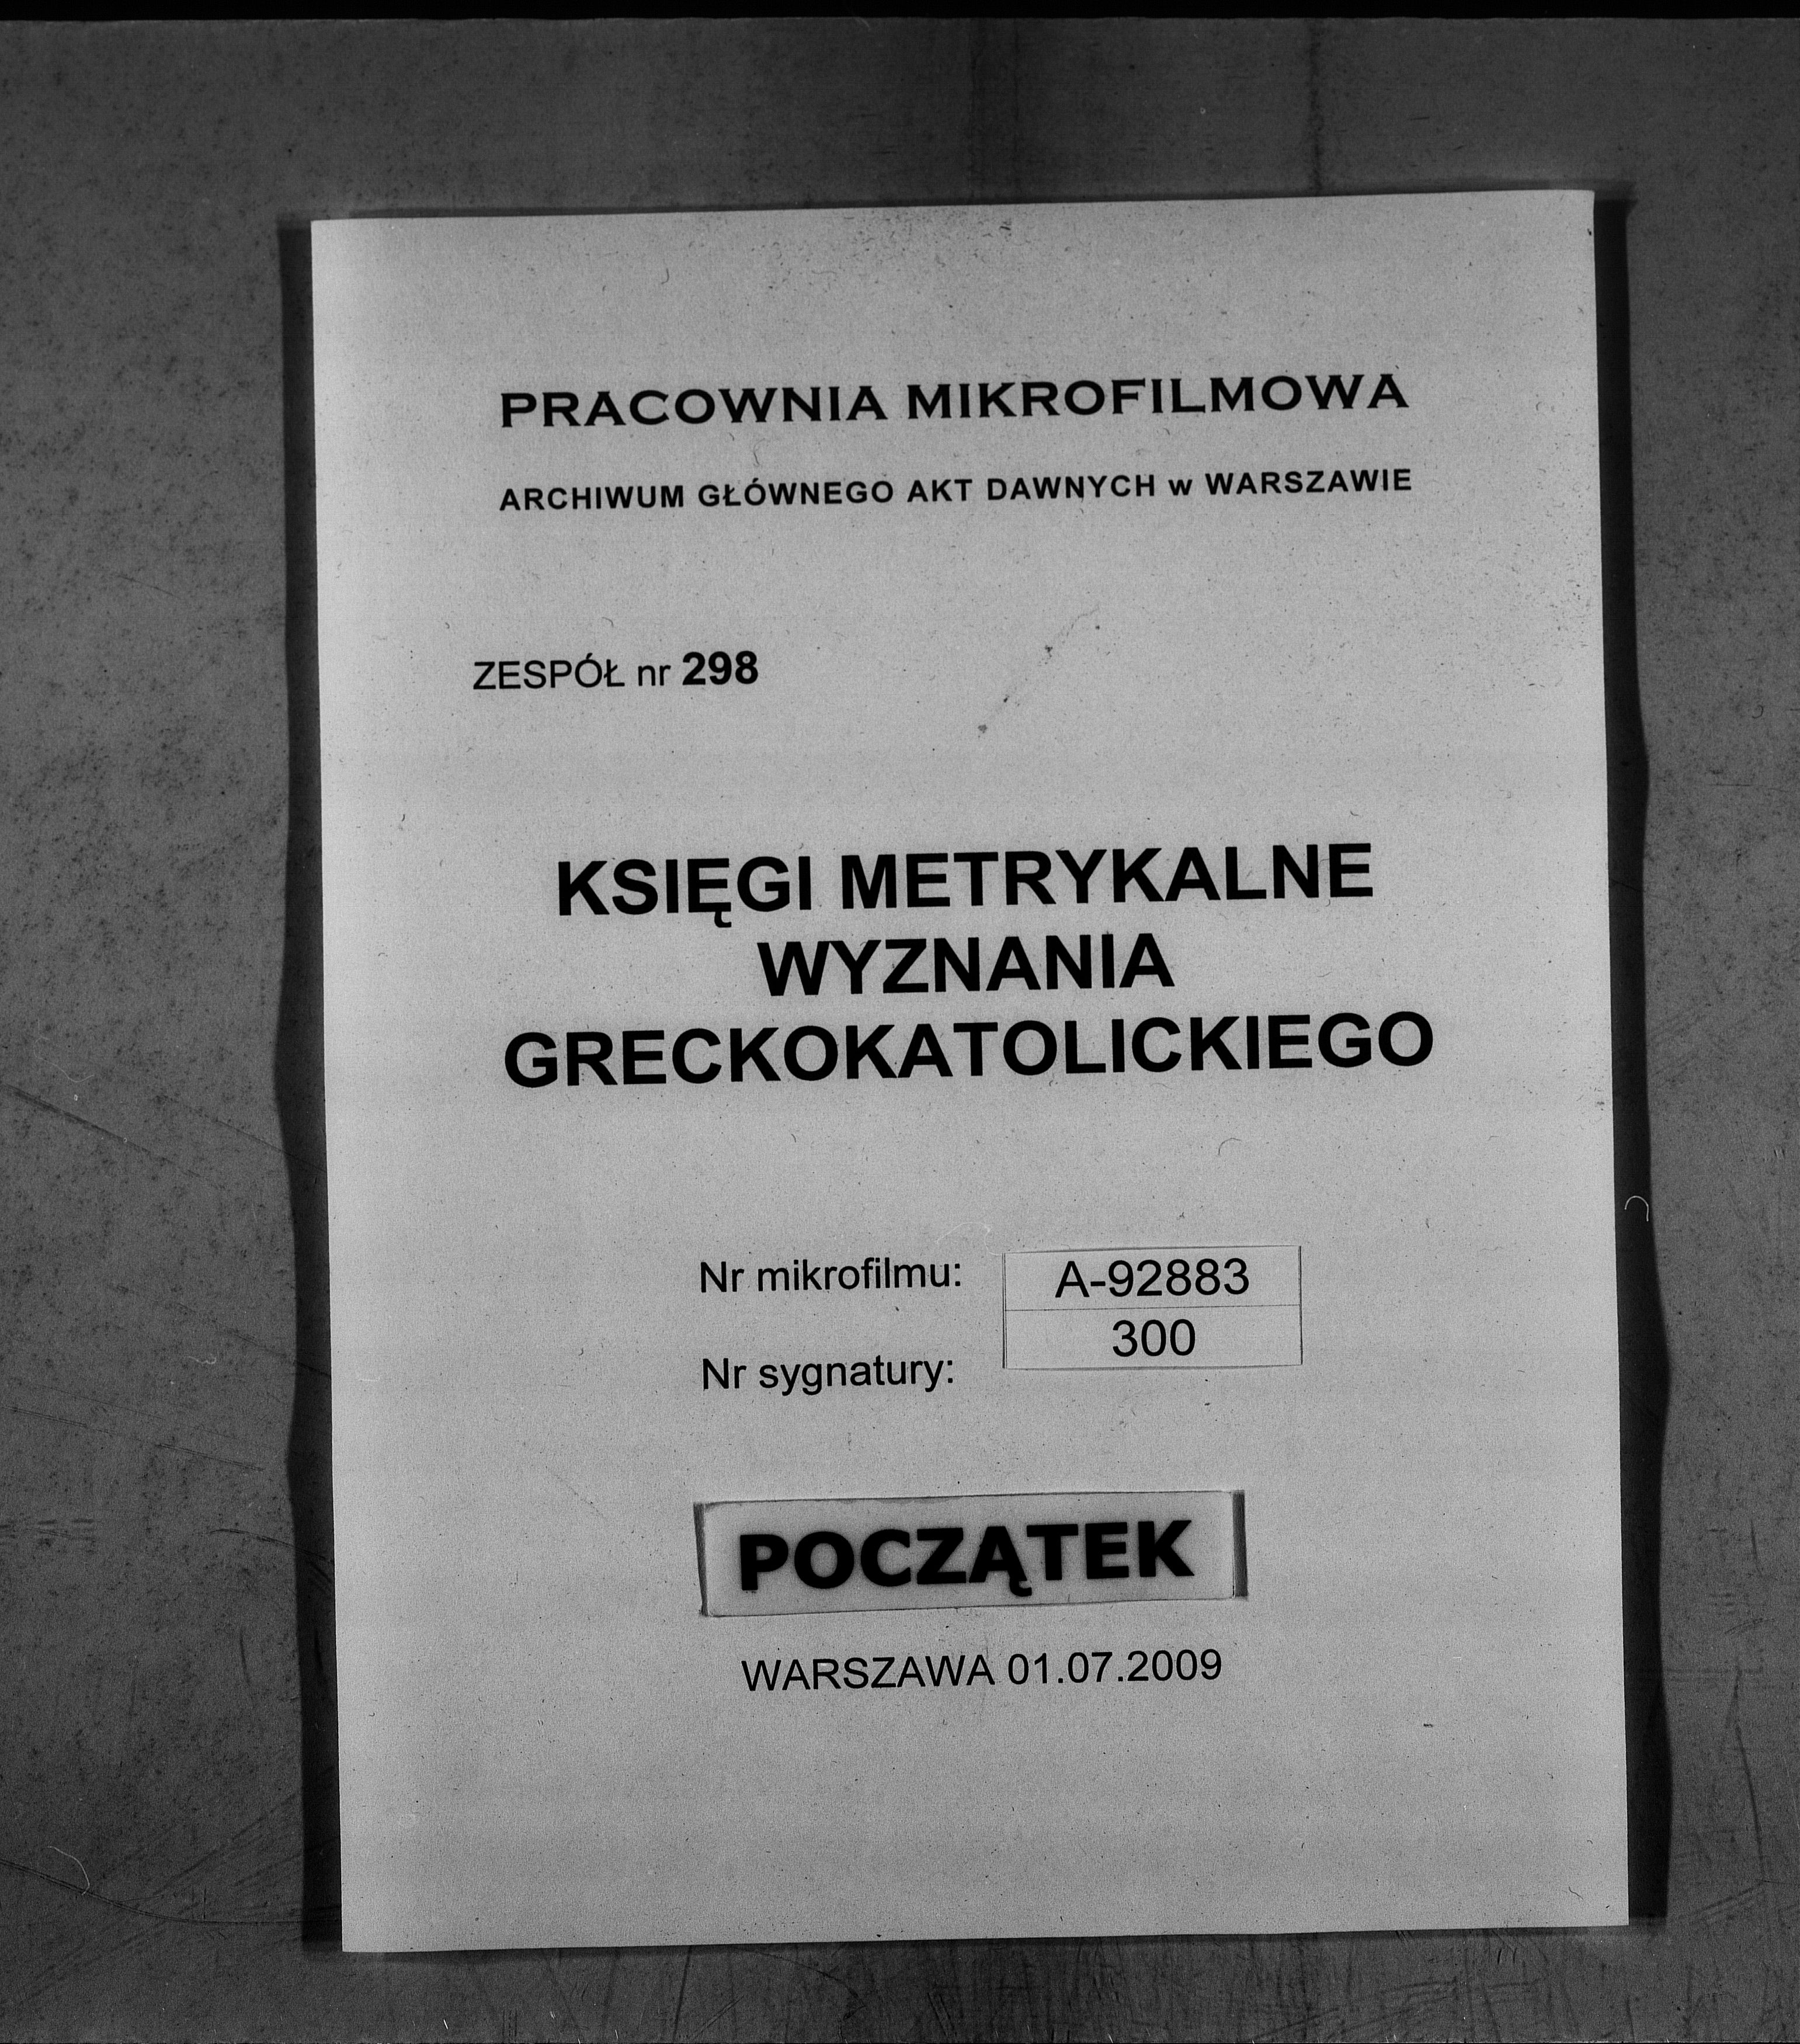 PRACOWNIA MIKROFILMOWA
ARCHIWUM GŁÓWNEGO AKT DAWNYCH w WARSZAWIE
ZESPÓŁ nr 298
KSIĘGI METRYKALNE
WYZNANIA
GRECKOKATOLICKIEGO
Nr mikrofilmu: A-92883
300
Nr sygnatury:
POCZĄTEK
WARSZAWA 01.07.2009